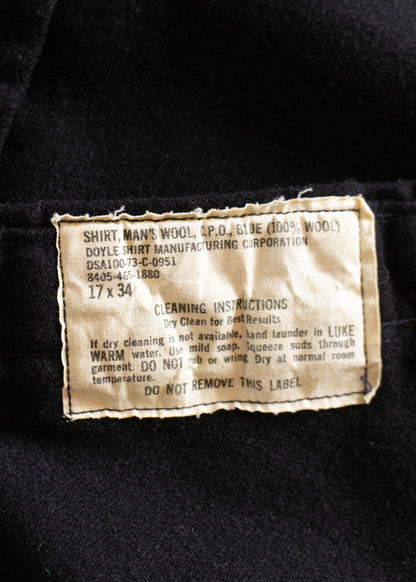 SHIRT, MAN'S WOOL, C.P.O., BLUE (100% WOOL)
DOYLE SHIRT MANUFACTURING CORPORATION
DSA100-73-C-0951
8405-465-1880
17 x 34
CLEANING INSTRUCTIONS
Dry Clean for Best Results
If dry cleaning is not available, hand launder in LUKE
WARM water. Use mild soap. Squeeze suds through
garment. DO NOT rub or wring Dry at normal room
temperature.
DO NOT REMOVE THIS LABEL